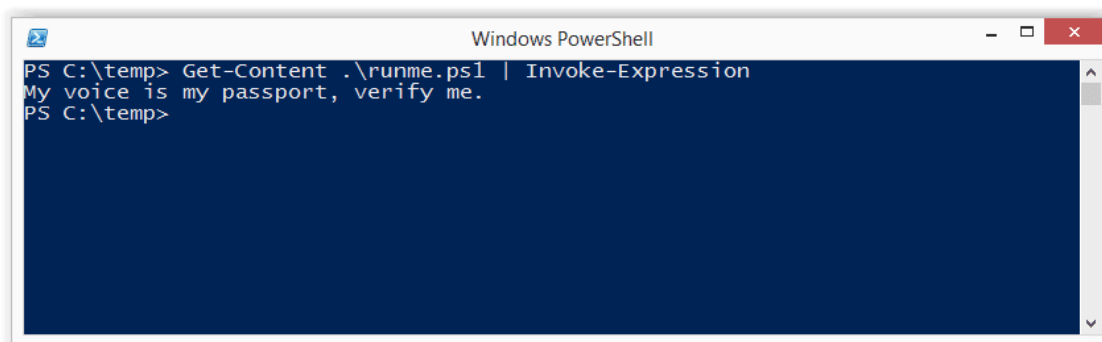 Windows PowerShell
PS C:\temp> Get-Content .\runme.ps1 | Invoke-Expression
My voice is my passport, verify me.
PS C:\temp>